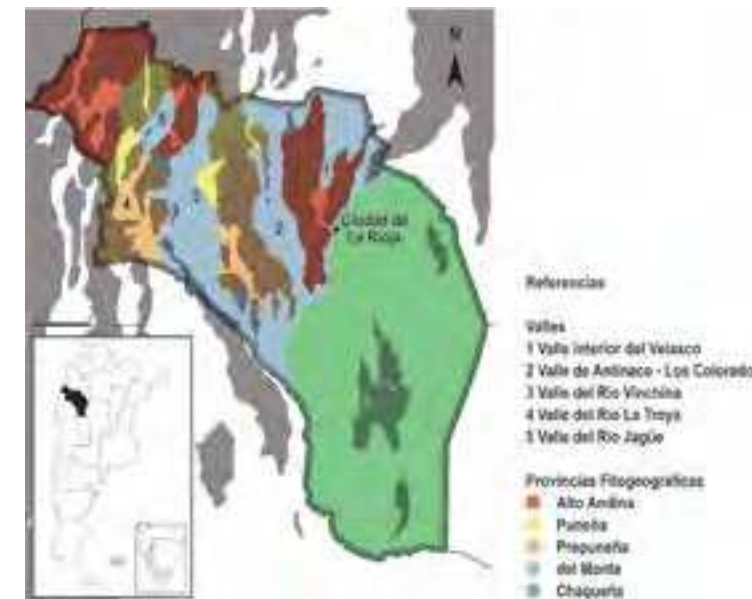 N
Ciudad de
La Rioja
Referencias
Valles
1 Valle interior del Velasco
2 Valle de Antinaco - Los Colorado
3 Valle del Río Vinchina
4 Valle del Río La Troya
5 Valle del Río Jagüe
Provincias Fitogeográficas
Alto Andina
Puneña
Prepuneña
del Monte
Chaqueña